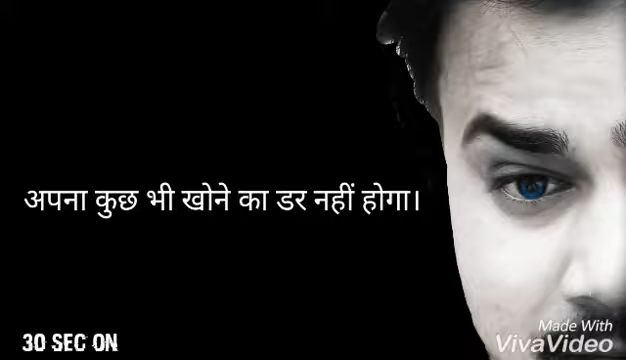 अपना कुछ भी खोने का डर नहीं होगा।
30 SEC ON
Made With
VivaVideo